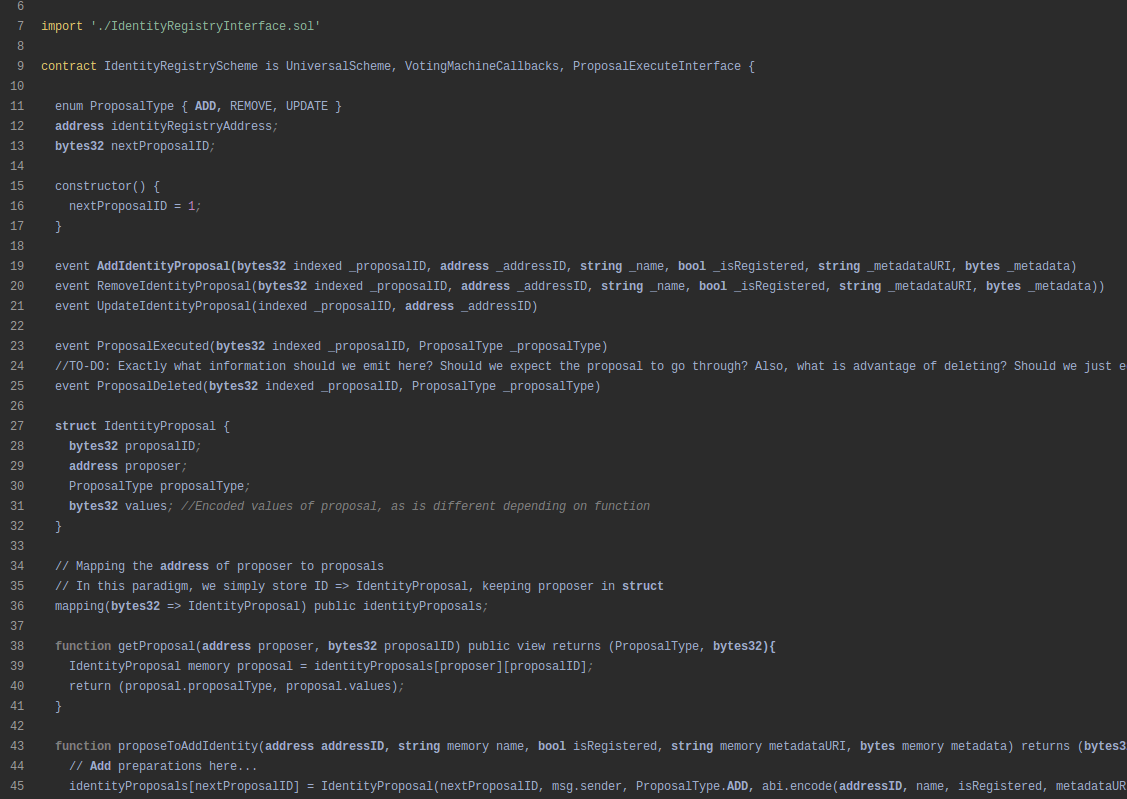 6
7 import './IdentityRegistryInterface.sol'
8
9 contract IdentityRegistryScheme is UniversalScheme, VotingMachineCallbacks, ProposalExecuteInterface {
10
11 enum ProposalType { ADD, REMOVE, UPDATE }
12 address identityRegistryAddress;
13 bytes32 nextProposalID;
14
15 constructor() {
16 nextProposalID = 1;
17 }
18
19 event AddIdentityProposal(bytes32 indexed _proposalID, address _addressID, string _name, bool _isRegistered, string _metadataURI, bytes _metadata)
20 event RemoveIdentityProposal(bytes32 indexed _proposalID, address _addressID, string _name, bool _isRegistered, string _metadataURI, bytes _metadata))
21 event UpdateIdentityProposal(indexed _proposalID, address _addressID)
22
23 event ProposalExecuted(bytes32 indexed _proposalID, ProposalType _proposalType)
24 //TO-DO: Exactly what information should we emit here? Should we expect the proposal to go through? Also, what is advantage of deleting? Should we just e
25 event ProposalDeleted(bytes32 indexed _proposalID, ProposalType _proposalType)
26
27 struct IdentityProposal {
28 bytes32 proposalID;
29 address proposer;
30 ProposalType proposalType;
31 bytes32 values; //Encoded values of proposal, as is different depending on function
32 }
33
34 // Mapping the address of proposer to proposals
35 // In this paradigm, we simply store ID => IdentityProposal, keeping proposer in struct
36 mapping(bytes32 => IdentityProposal) public identityProposals;
37
38 function getProposal(address proposer, bytes32 proposalID) public view returns (ProposalType, bytes32){
39 IdentityProposal memory proposal = identityProposals[proposer][proposalID];
40 return (proposal.proposalType, proposal.values);
41 }
42
43 function proposeToAddIdentity(address addressID, string memory name, bool isRegistered, string memory metadataURI, bytes memory metadata) returns (bytes3
44 // Add preparations here...
45 identityProposals[nextProposalID] = IdentityProposal(nextProposalID, msg.sender, ProposalType.ADD, abi.encode(addressID, name, isRegistered, metadataUR